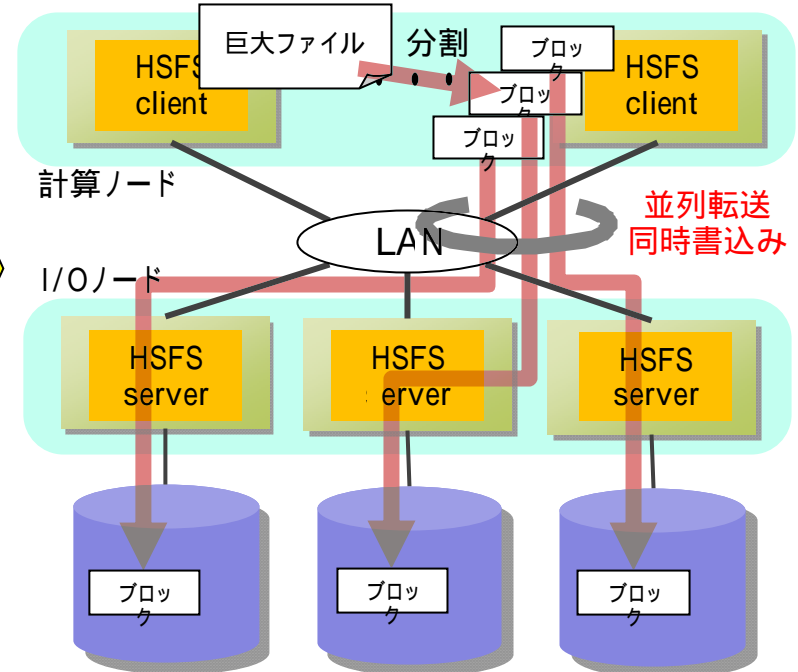 巨大ファイル
分割
ブロッ
ク
HSFS
client
ブロッ
ク
HSFS
client
ブロッ
ク
計算ノード
並列転送
同時書込み
LAN
I/Oノード
HSFS
server
HSFS
erver
HSFS
server
ブロッ
ク
ブロッ
ク
ブロッ
ク